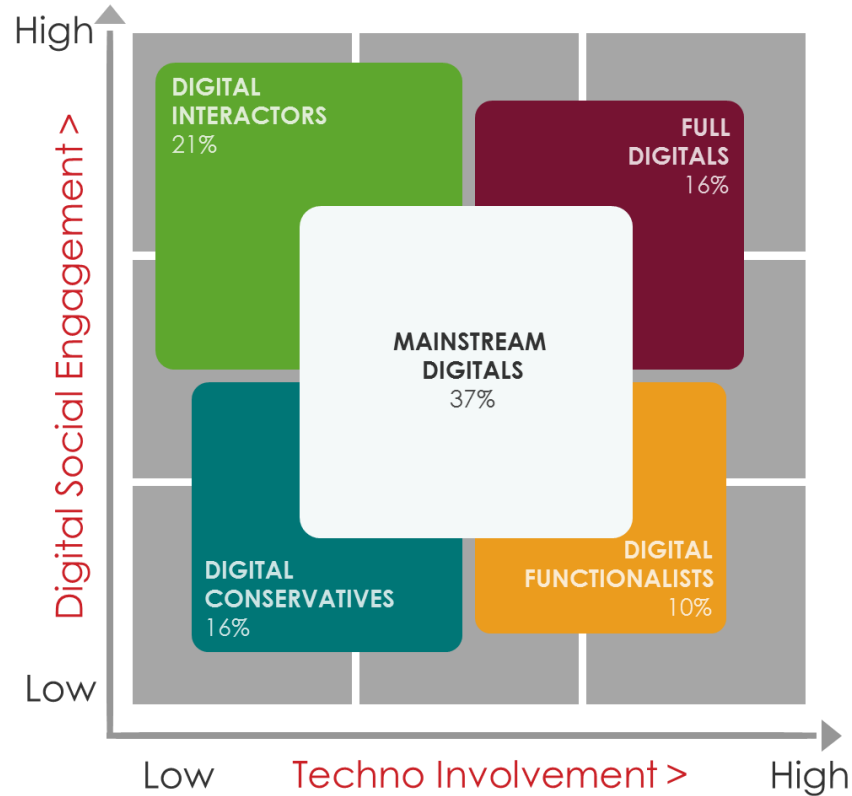 High
DIGITAL
INTERACTORS
21%
FULL
DIGITALS
16%
Digital Social Engagement >
MAINSTREAM
DIGITALS
37%
DIGITAL
CONSERVATIVES
16%
DIGITAL
FUNCTIONALISTS
10%
Low
Low
Techno Involvement >
High